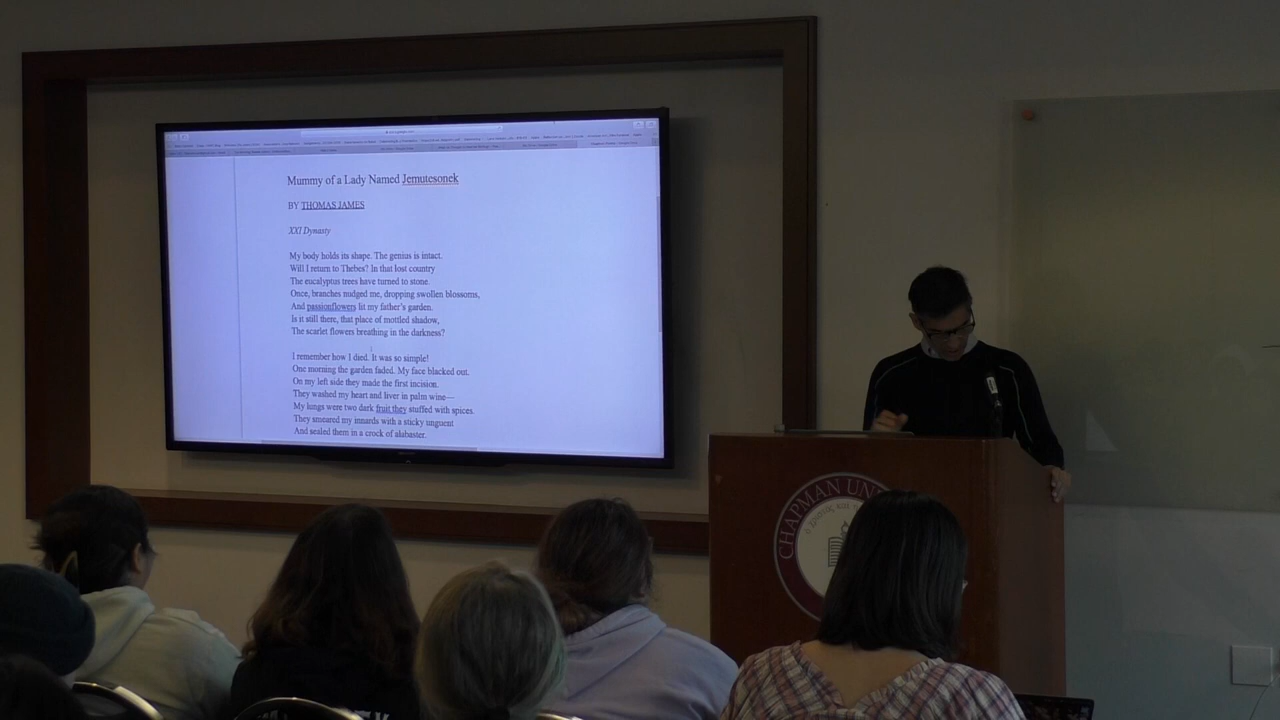 Mummy of a Lady Named Jemutesonek
BY THOMAS JAMES
XXI Dynasty
My body holds its shape. The genius is intact.
Will I return to Thebes? In that lost country
The eucalyptus trees have turned to stone.
Once, branches nudged me, dropping swollen blossoms,
And passionflowers lit my father's garden.
Is it still there, that place of mottled shadow,
The scarlet flowers breathing in the darkness?
I remember how I died. It was so simple!
One morning the garden faded. My face blacked out.
On my left side they made the first incision.
They washed my heart and liver in palm wine—
My lungs were two dark fruit they stuffed with spices.
They smeared my innards with a sticky unguent
And sealed them in a crock of alabaster.
CHAPMAN UN